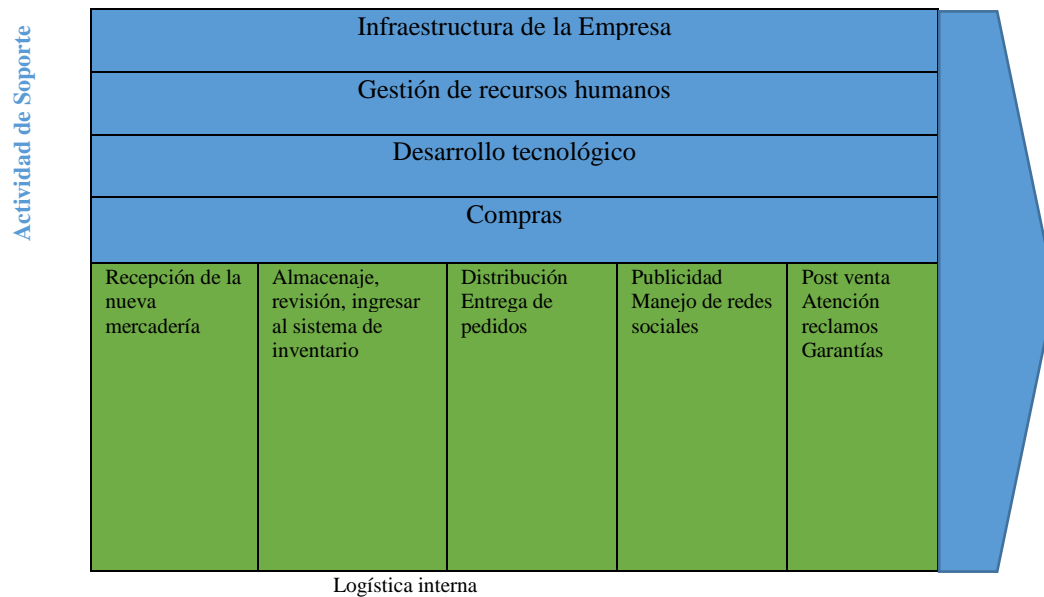 Actividad de Soporte
Infraestructura de la Empresa
Gestión de recursos humanos
Desarrollo tecnológico
Compras
Recepción de la
nueva
mercadería
Almacenaje,
revisión, ingresar
al sistema de
inventario
Distribución
Entrega de
pedidos
Publicidad
Manejo de redes
sociales
Post venta
Atención
reclamos
Garantías
Logística interna